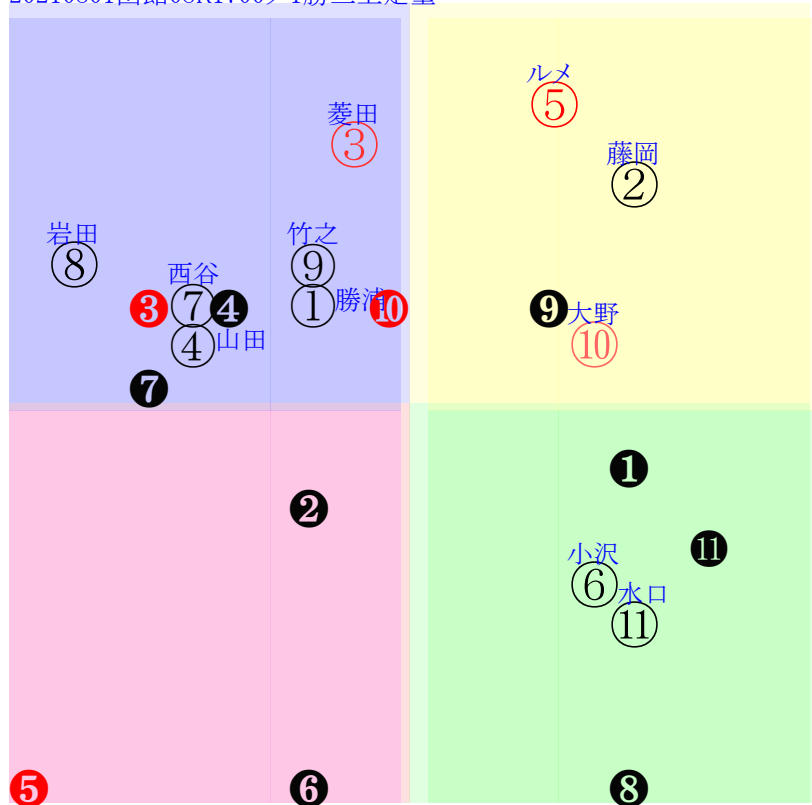 ルメ
⑤
菱田
③
藤岡
②
岩田
⑧
竹之
⑨
西谷
⑦
❸
❹
①
勝浦
❿
❾
大野
⑩
④
山田
❼
❶
❷
⓫
小沢
⑥
水口
⑪
❺
❻
❽